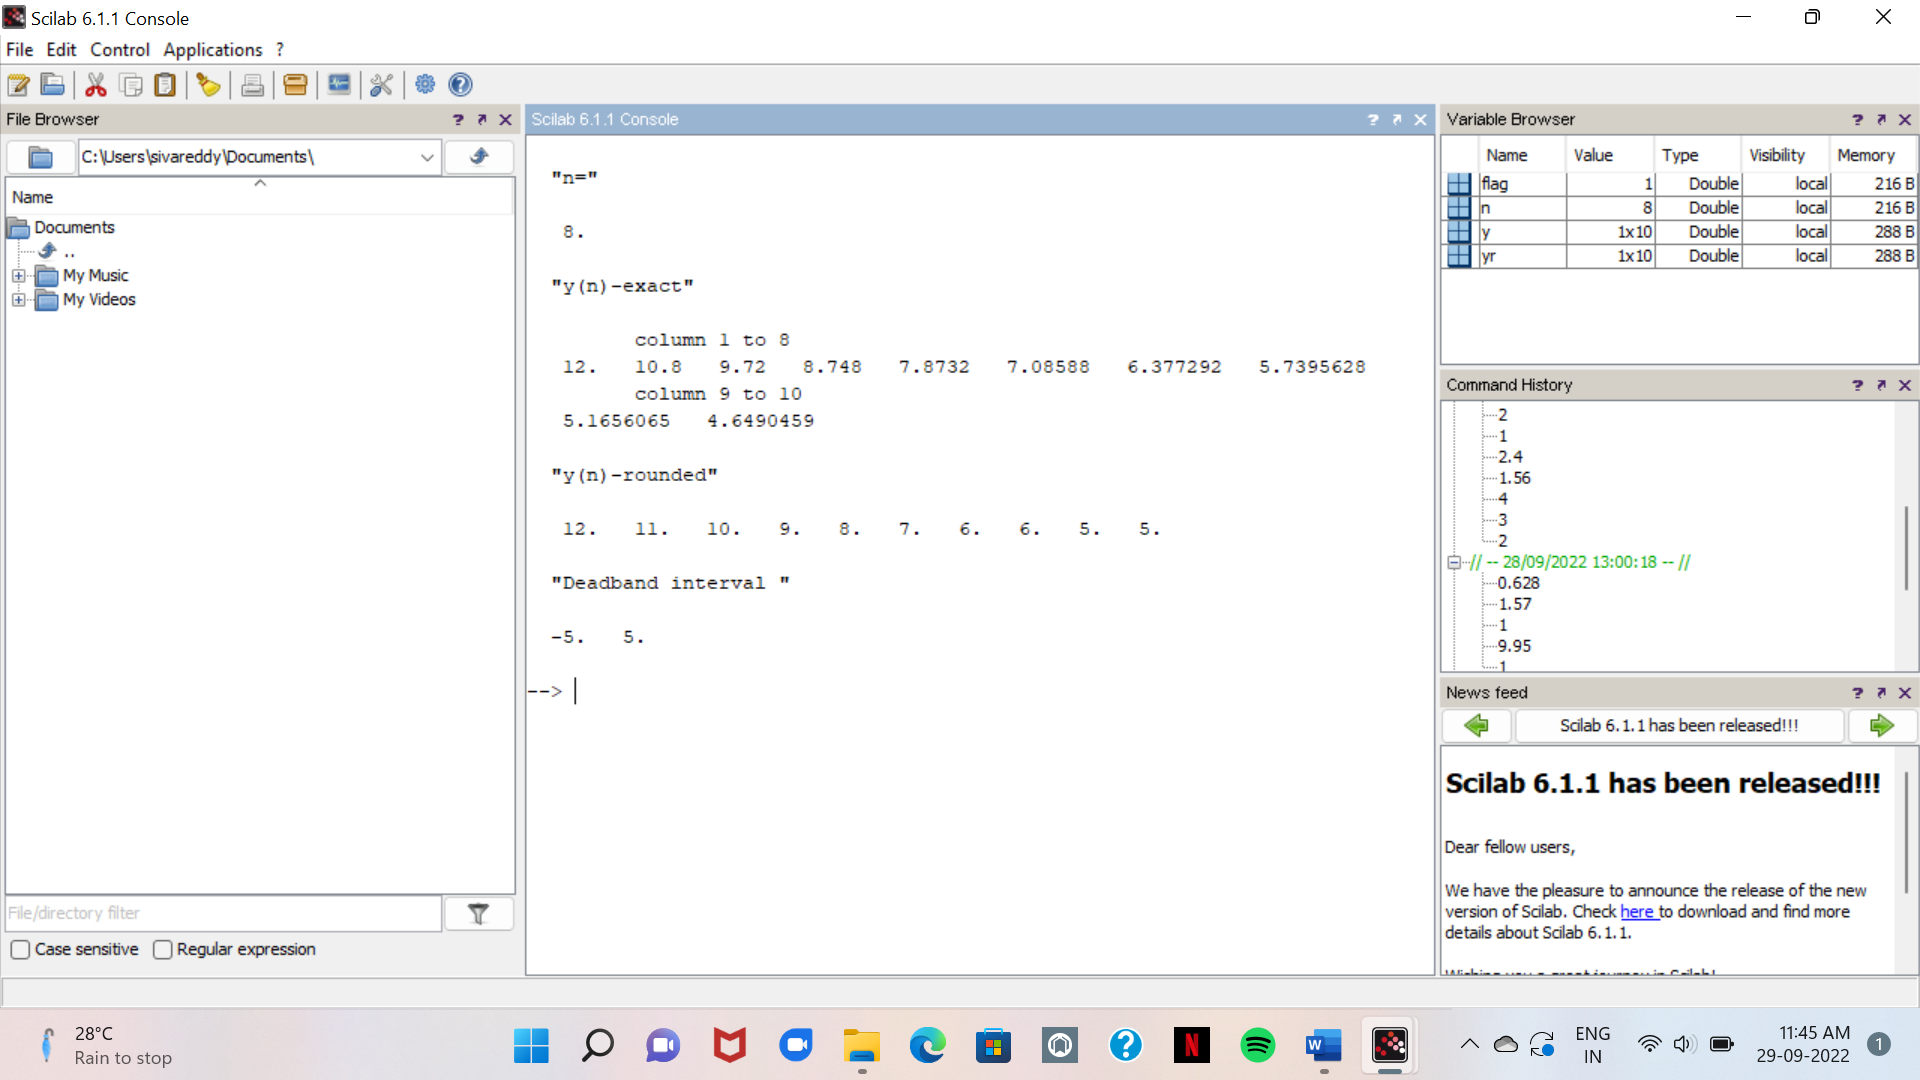 Scilab 6.1.1 Console
File Edit Control Applications ?
File Browser
C:\Users\sivareddy\Documents\
Name
Documents
..
My Music
My Videos
File/directory filter
Case sensitive Regular expression
Scilab 6.1.1 Console
"n="
8.
"y(n)-exact"
column 1 to 8
12. 10.8 9.72 8.748 7.8732 7.08588 6.377292 5.7395628
column 9 to 10
5.1656065 4.6490459
"y(n)-rounded"
12. 11. 10. 9. 8. 7. 6. 6. 5. 5.
"Deadband interval "
-5. 5.
-->
Variable Browser
Name Value Type Visibility Memory
flag 1 Double local 216 B
n 8 Double local 216 B
y 1x10 Double local 288 B
yr 1x10 Double local 288 B
Command History
2
1
2.4
1.56
4
3
2
// -- 28/09/2022 13:00:18 -- //
0.628
1.57
1
9.95
1
News feed
Scilab 6.1.1 has been released!!!
Scilab 6.1.1 has been released!!!
Dear fellow users,
We have the pleasure to announce the release of the new
version of Scilab. Check here to download and find more
details about Scilab 6.1.1.
Wishing you a great journey in Scilab!
28°C
Rain to stop
ENG
IN
11:45 AM
29-09-2022
1